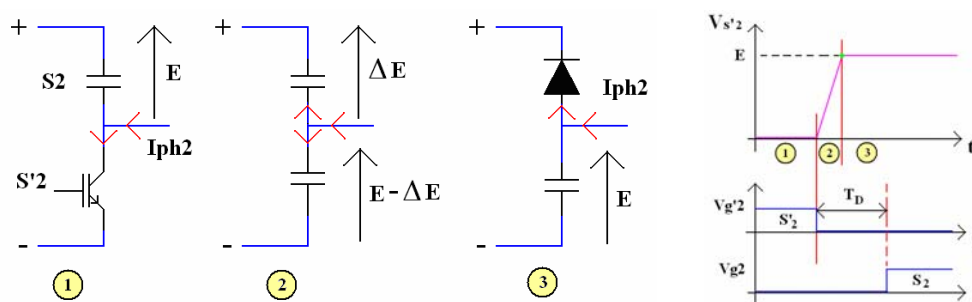 +
S2
E
Iph2
S'2
-
1
+
ΔE
E - ΔE
-
2
+
Iph2
E
-
3
Vs'2
E
1
2
3
t
Vg'2
S'2
TD
Vg2
S2